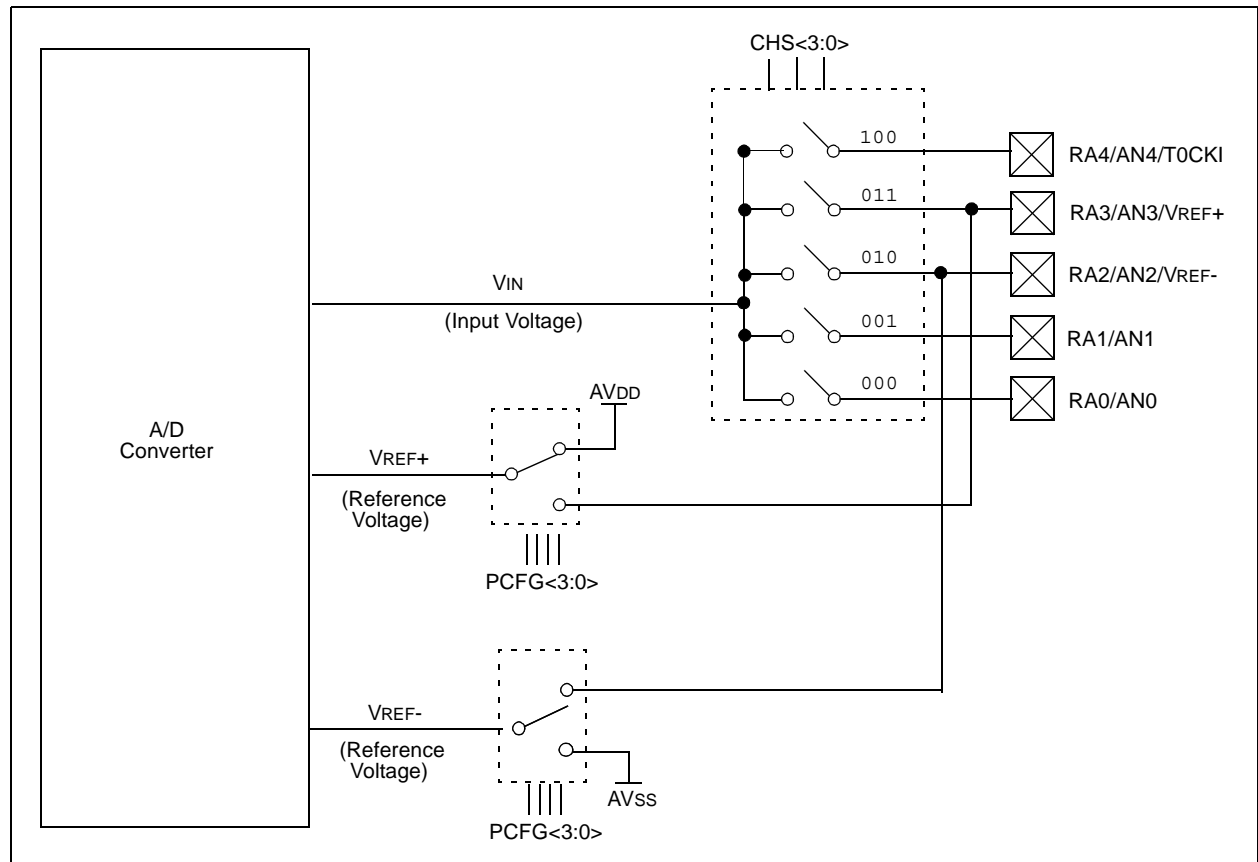 CHS<3:0>
100
RA4/AN4/T0CKI
011
RA3/AN3/VREF+
010
RA2/AN2/VREF-
VIN
(Input Voltage)
001
RA1/AN1
000
RA0/AN0
AVDD
A/D
Converter
VREF+
(Reference
Voltage)
PCFG<3:0>
VREF-
(Reference
Voltage)
AVSS
PCFG<3:0>